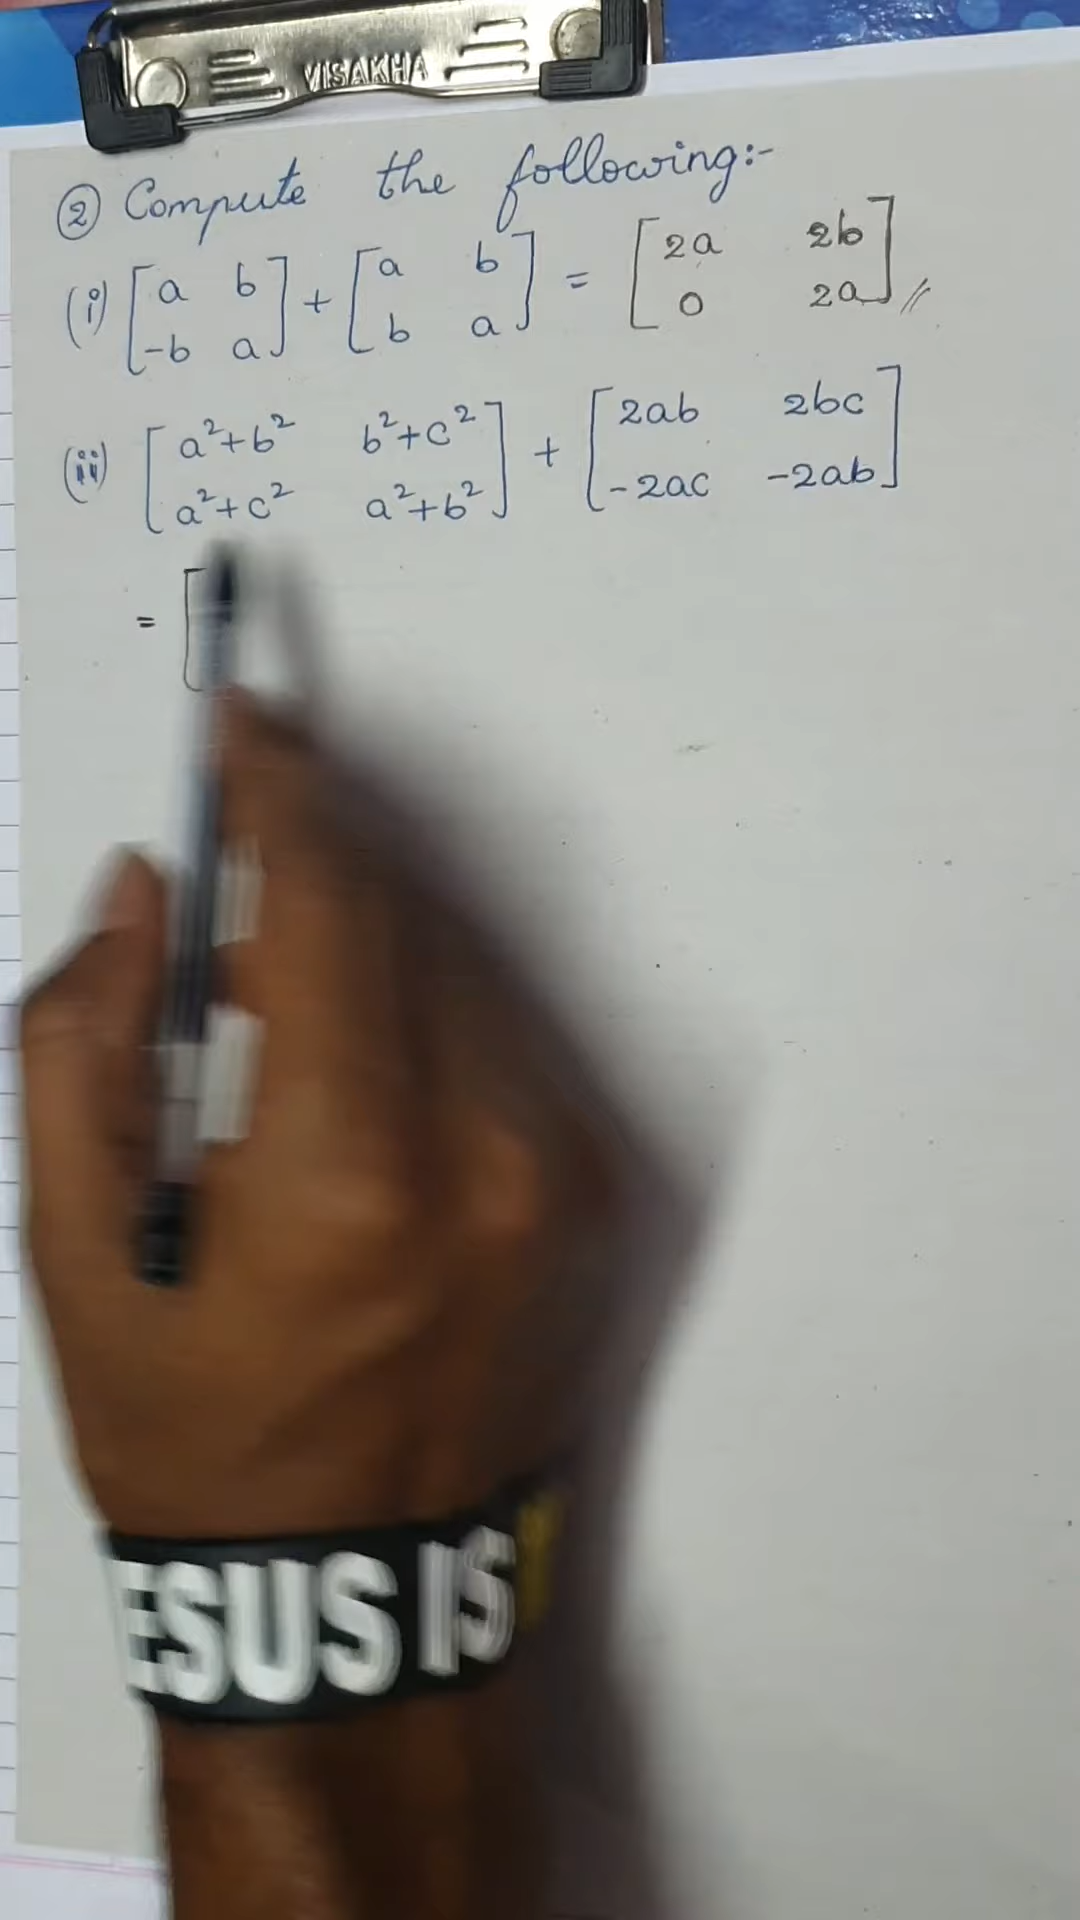 VISAKHA
② Compute the following:-
(i) [a b -b a] + [a b b a] = [2a 2b 0 2a] //
(ii) [a²+b² b²+c² a²+c² a²+b²] + [2ab 2bc -2ac -2ab]
= [
ESUS IS